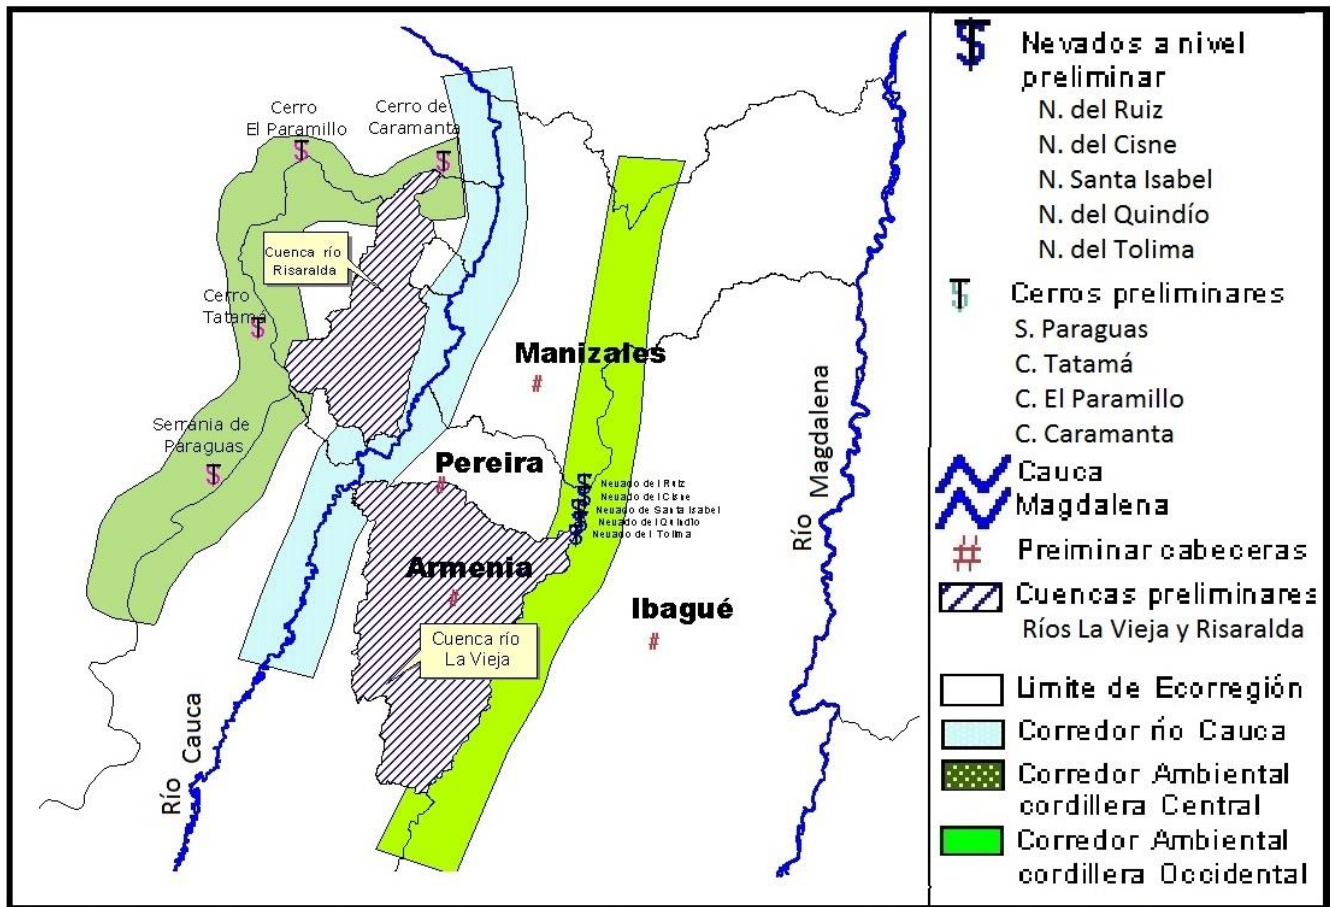 Cerro
El Paramillo
Cerro de
Caramanta
Cuenca río
Risaralda
Cerro
Tatamá
Serranía de
Paraguas
Manizales
#
Pereira
#
Neuado del Ruiz
Neuado del Cisne
Neuado de Santa Isabel
Neuado del Quindío
Neuado del Tolima
Armenia
#
Ibagué
#
Cuenca río
La Vieja
Río Cauca
Río Magdalena
Nevados a nivel
preliminar
N. del Ruiz
N. del Cisne
N. Santa Isabel
N. del Quindío
N. del Tolima
Cerros preliminares
S. Paraguas
C. Tatamá
C. El Paramillo
C. Caramanta
Cauca
Magdalena
# Preiminar cabeceras
Cuencas preliminares
Ríos La Vieja y Risaralda
Limite de Ecorregión
Corredor río Cauca
Corredor Ambiental
cordillera Central
Corredor Ambiental
cordillera Occidental